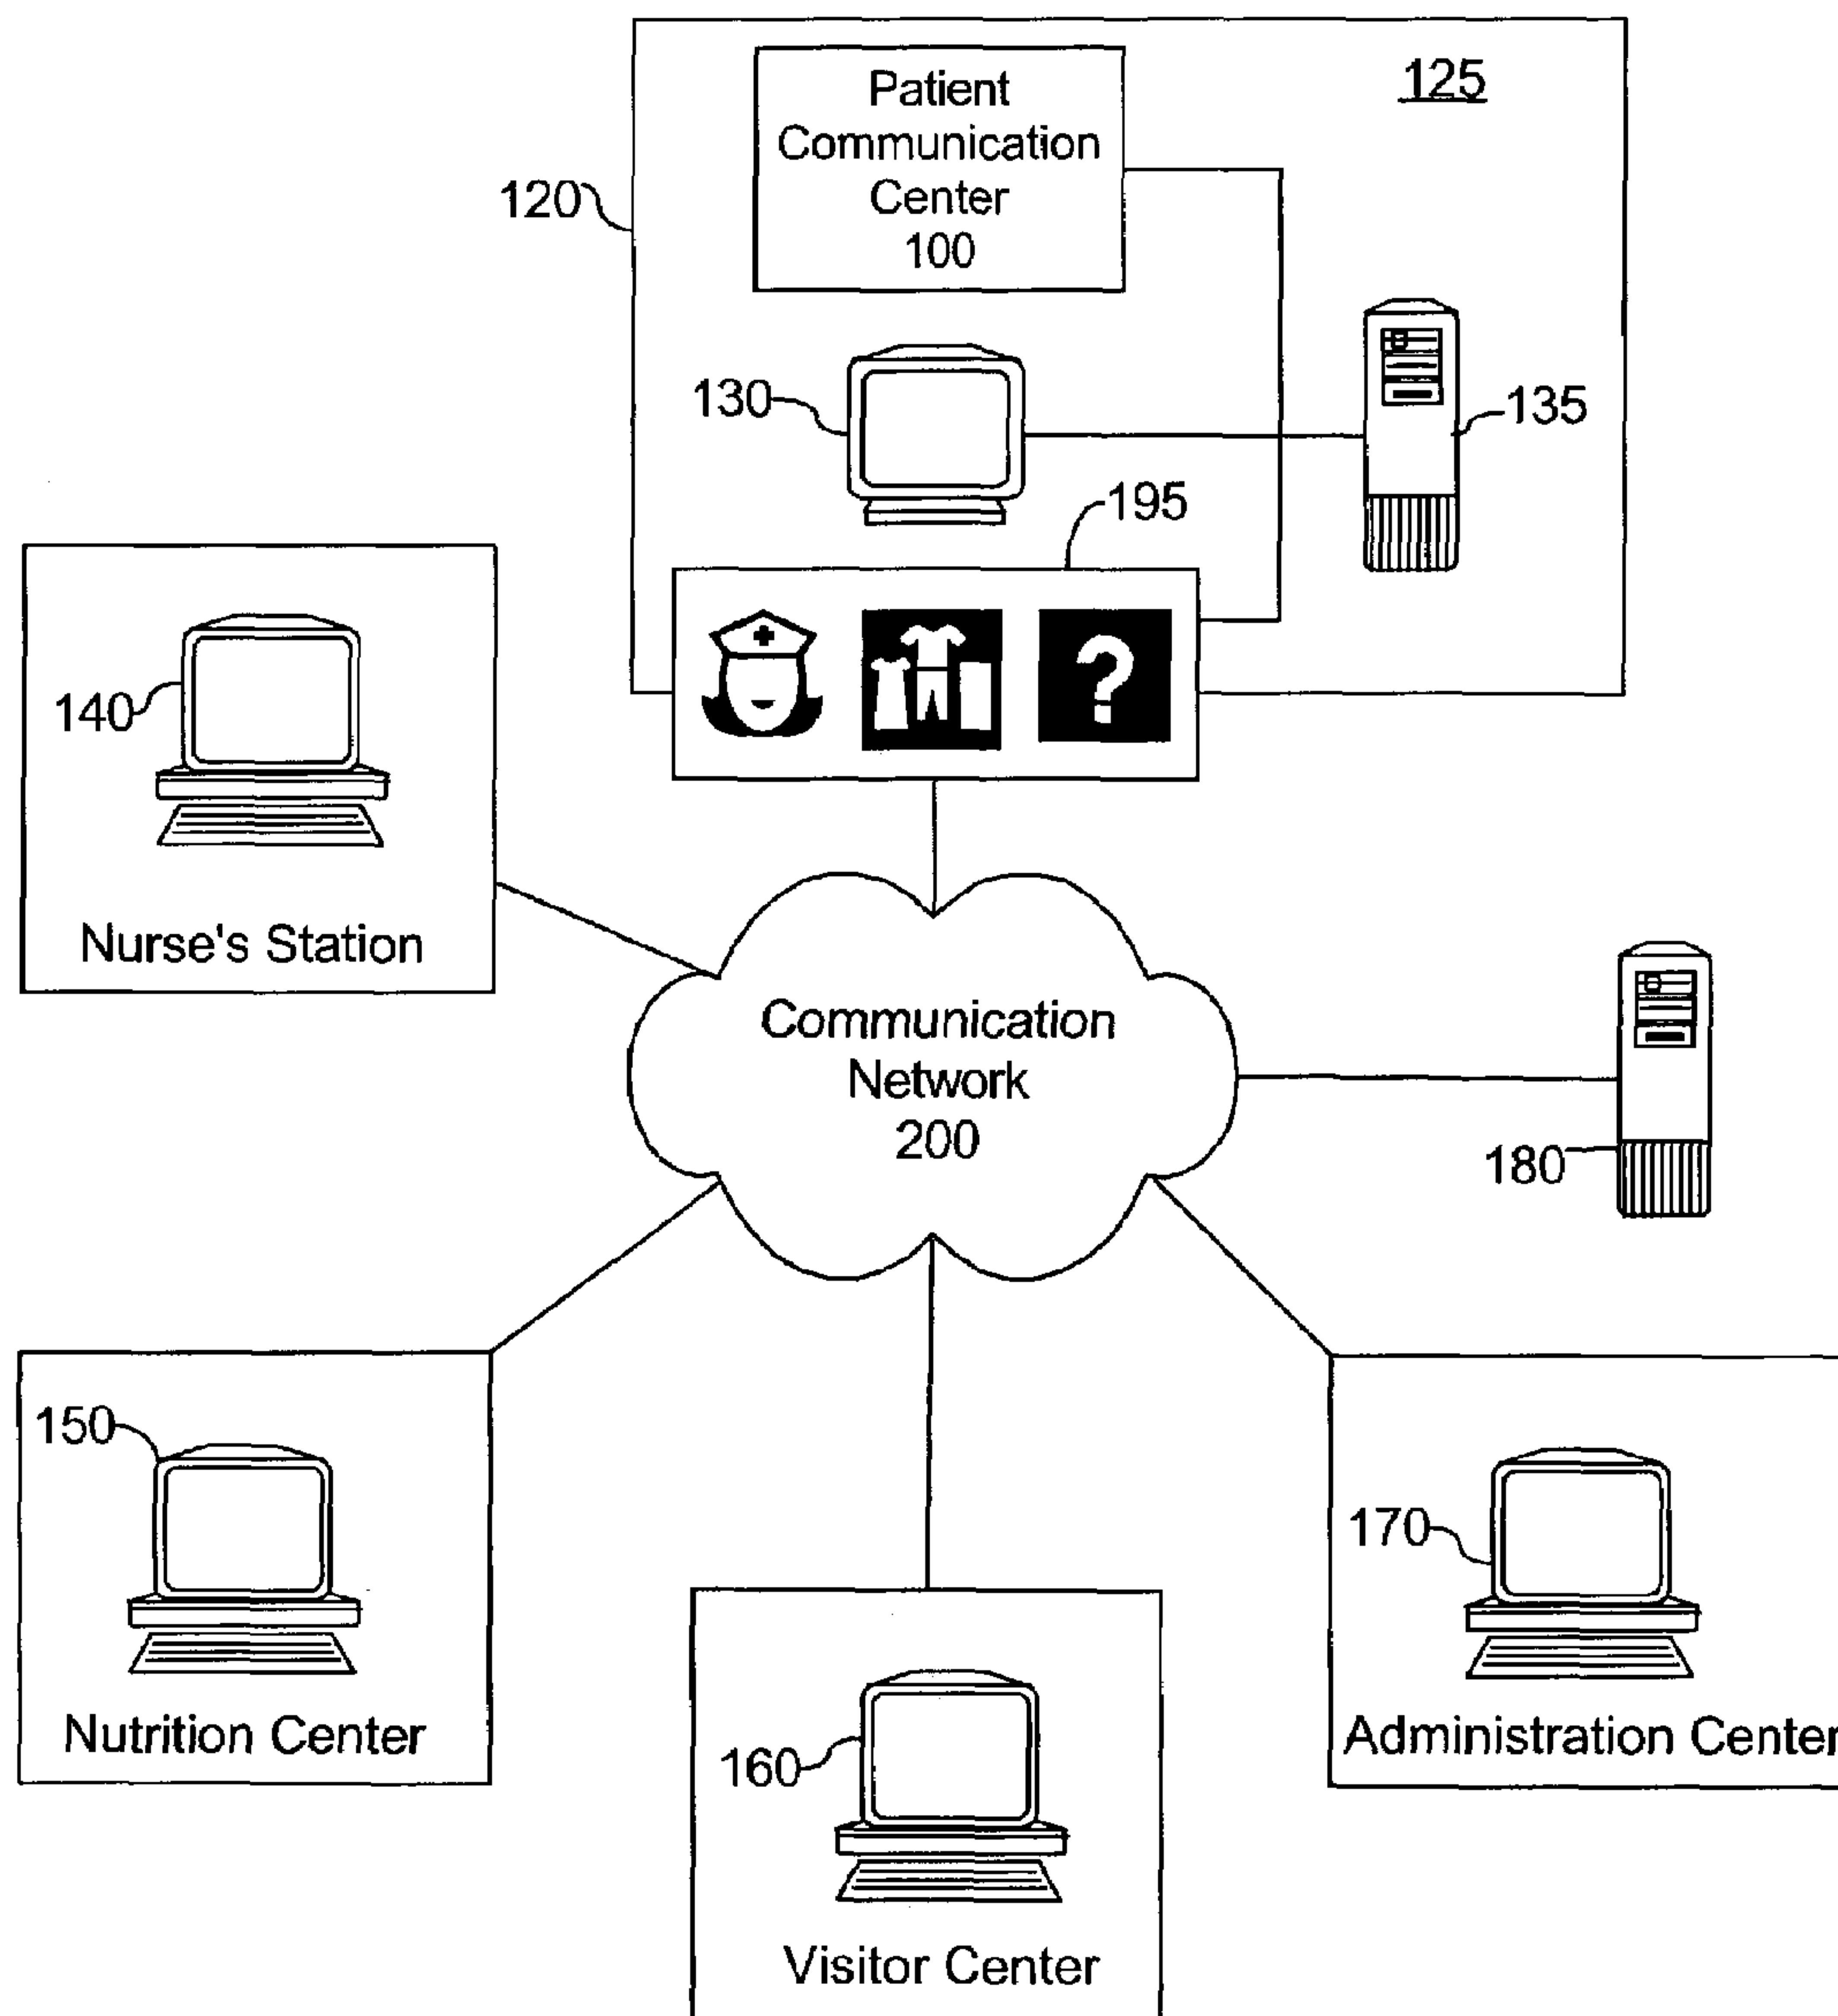 125
Patient
Communication
Center
100
120
130
135
195
?
140
Nurse's Station
Communication
Network
200
180
150
Nutrition Center
160
Visitor Center
170
Administration Center